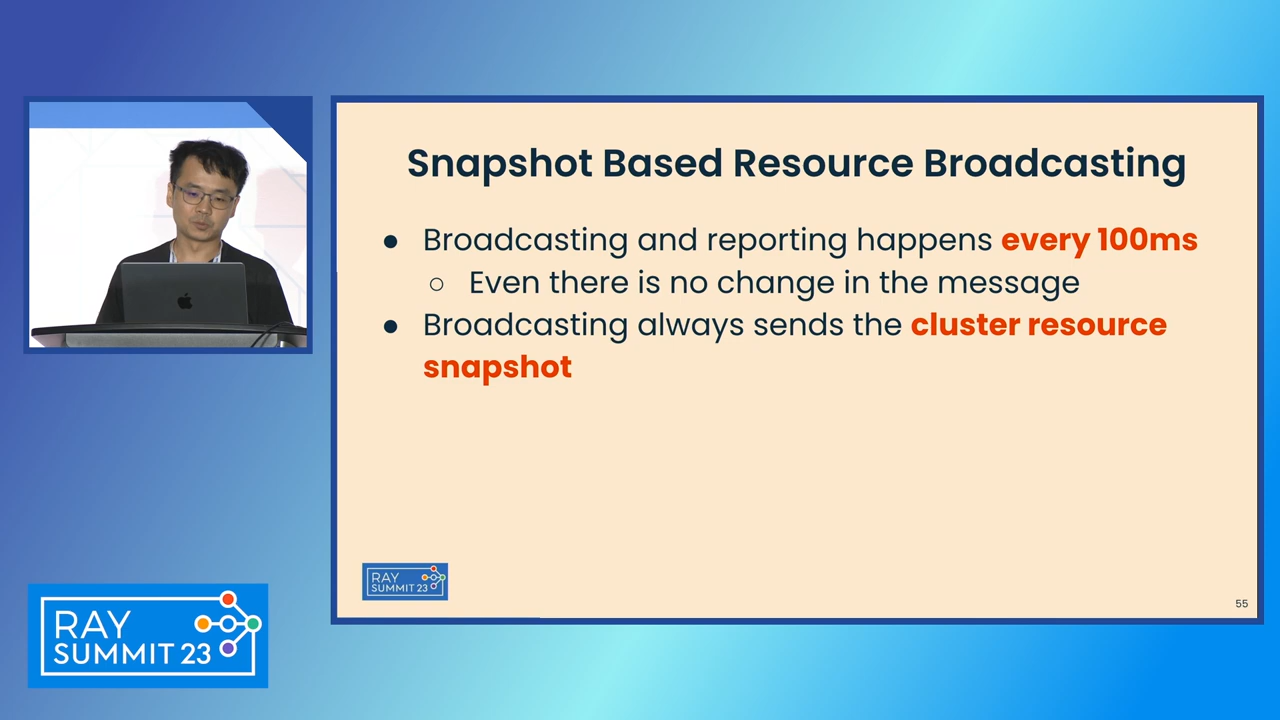 Snapshot Based Resource Broadcasting
● Broadcasting and reporting happens every 100ms
○ Even there is no change in the message
● Broadcasting always sends the cluster resource
snapshot
RAY
SUMMIT 23
55
RAY
SUMMIT 23